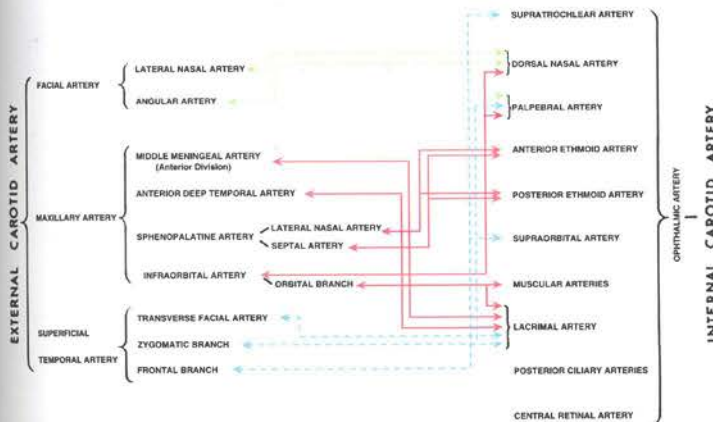 EXTERNAL CAROTID ARTERY
FACIAL ARTERY
LATERAL NASAL ARTERY
ANGULAR ARTERY
MAXILLARY ARTERY
MIDDLE MENINGEAL ARTERY
(Anterior Division)
ANTERIOR DEEP TEMPORAL ARTERY
SPHENOPALATINE ARTERY
LATERAL NASAL ARTERY
SEPTAL ARTERY
INFRAORBITAL ARTERY
ORBITAL BRANCH
SUPERFICIAL
TEMPORAL ARTERY
TRANSVERSE FACIAL ARTERY
ZYGOMATIC BRANCH
FRONTAL BRANCH
SUPRATROCHLEAR ARTERY
DORSAL NASAL ARTERY
PALPEBRAL ARTERY
ANTERIOR ETHMOID ARTERY
POSTERIOR ETHMOID ARTERY
SUPRAORBITAL ARTERY
MUSCULAR ARTERIES
LACRIMAL ARTERY
POSTERIOR CILIARY ARTERIES
CENTRAL RETINAL ARTERY
OPHTHALMIC ARTERY
INTERNAL CAROTID ARTERY